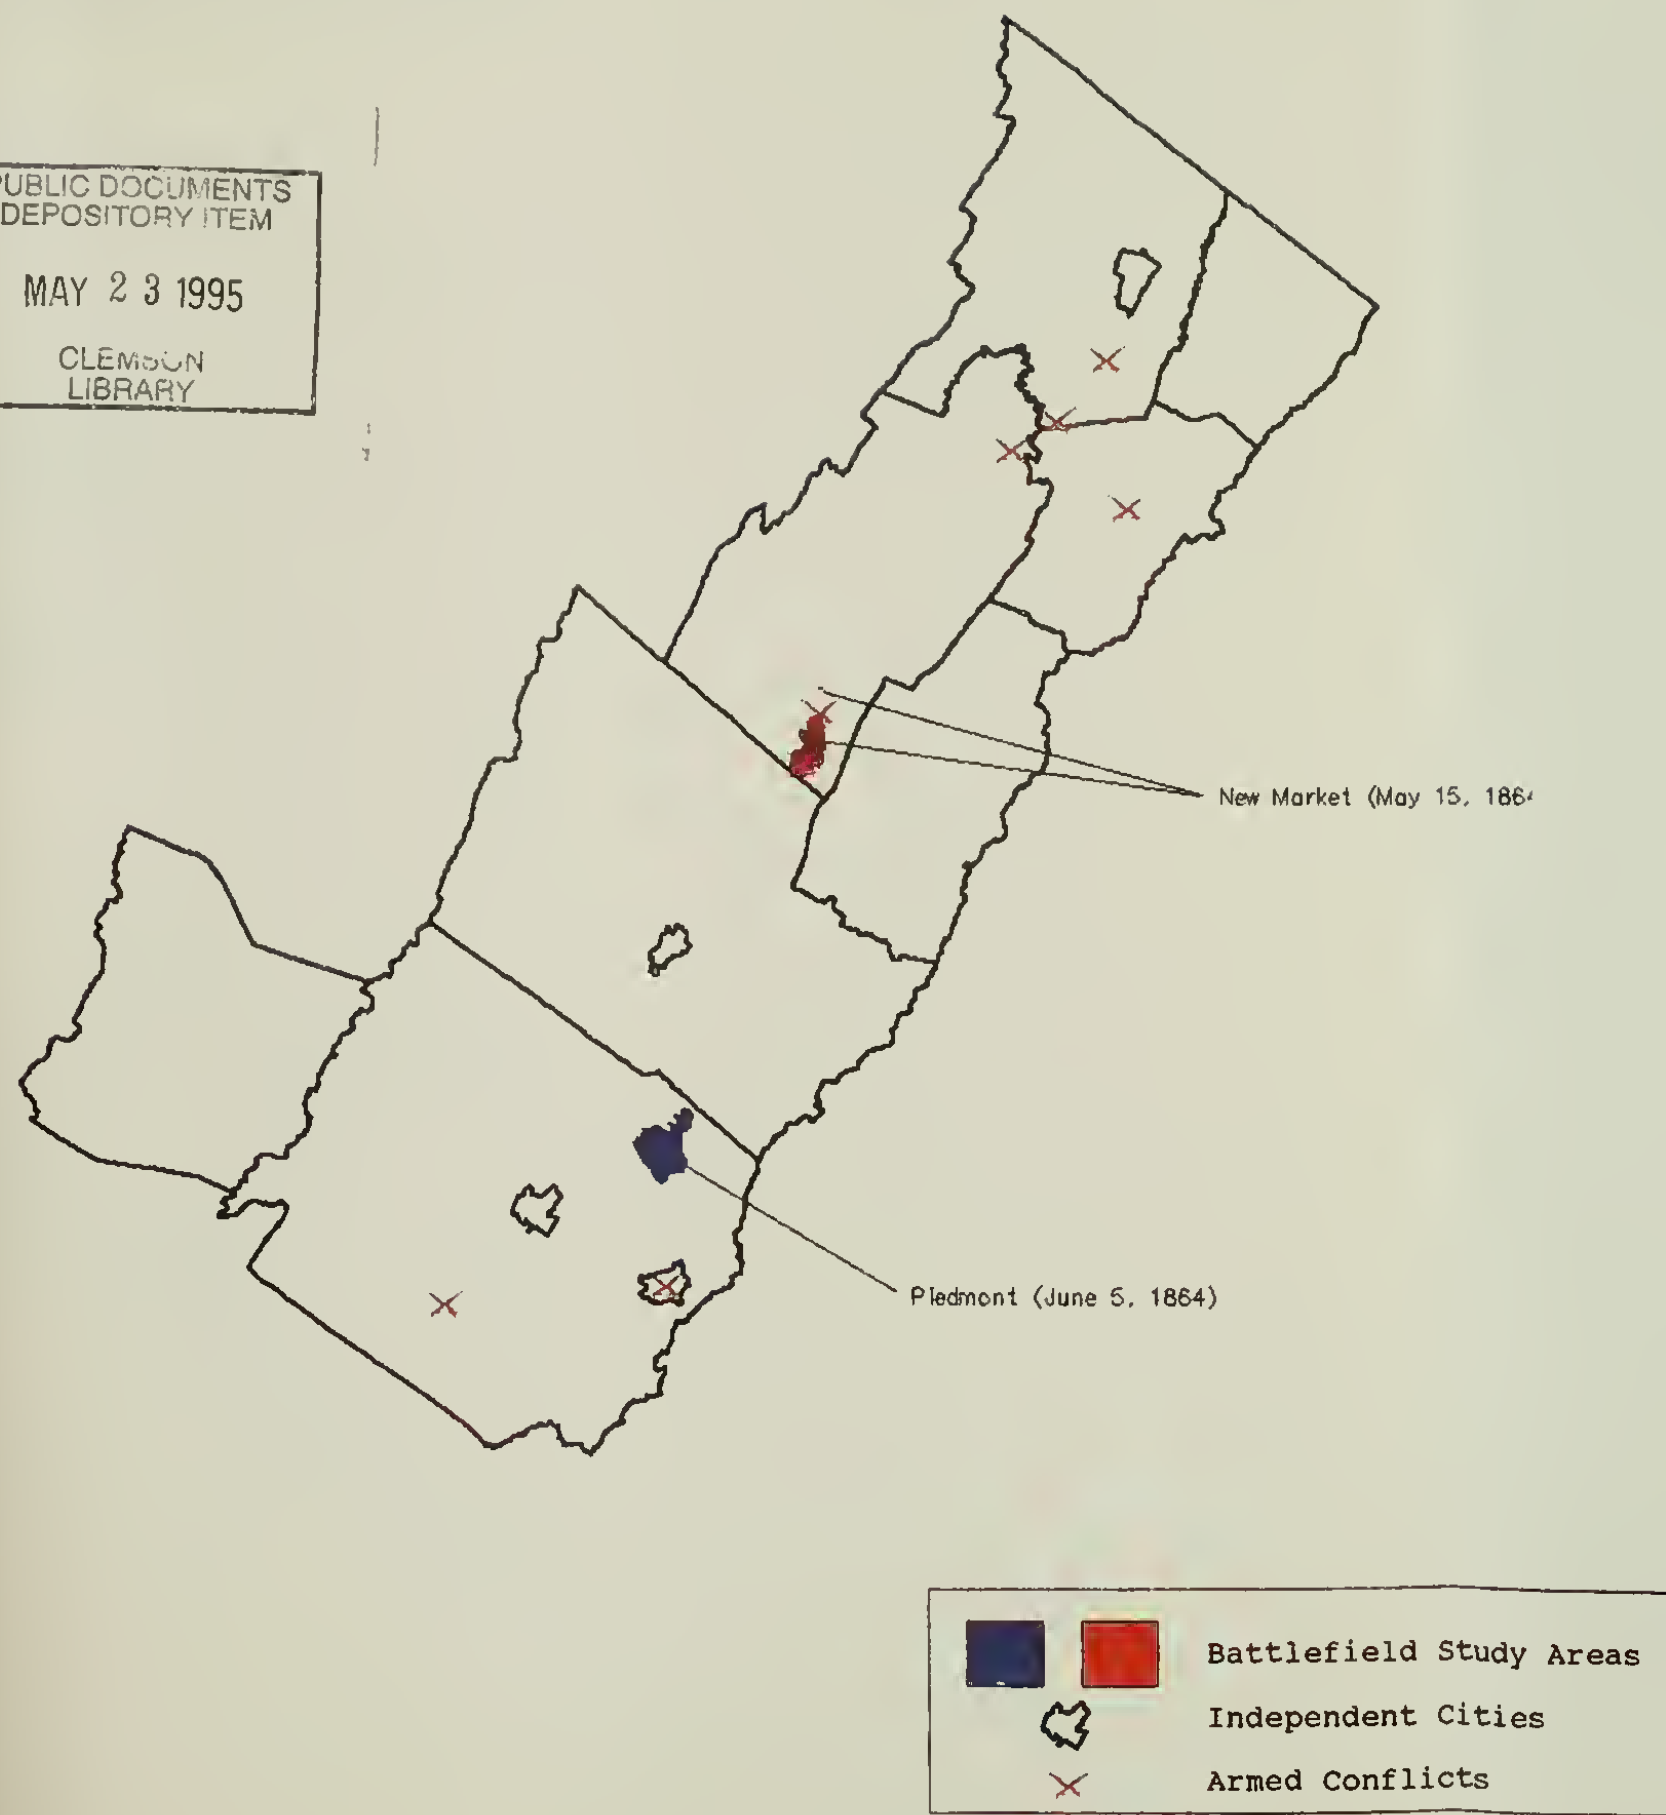 PUBLIC DOCUMENTS
DEPOSITORY ITEM
MAY 23 1995
CLEMSON
LIBRARY
New Market (May 15, 186
Piedmont (June 5, 1864)
Battlefield Study Areas
Independent Cities
Armed Conflicts